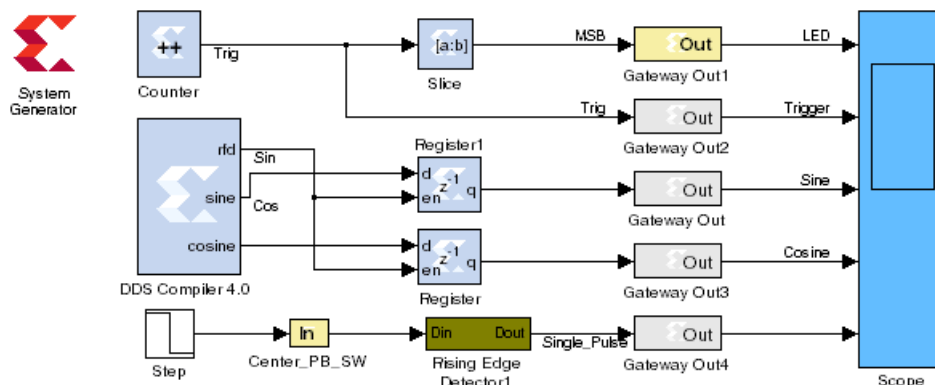 System
Generator
++
Counter
Trig
[a:b]
Slice
MSB
Out
Gateway Out1
LED
Trig
Out
Gateway Out2
Trigger
rfd
sine
cosine
DDS Compiler 4.0
Sin
Cos
Register1
d
en
z-1
q
Out
Gateway Out
Sine
d
en
z-1
q
Register
Out
Gateway Out3
Cosine
Step
In
Center_PB_SW
Din
Dout
Rising Edge
Detector1
Single_Pulse
Out
Gateway Out4
Scope